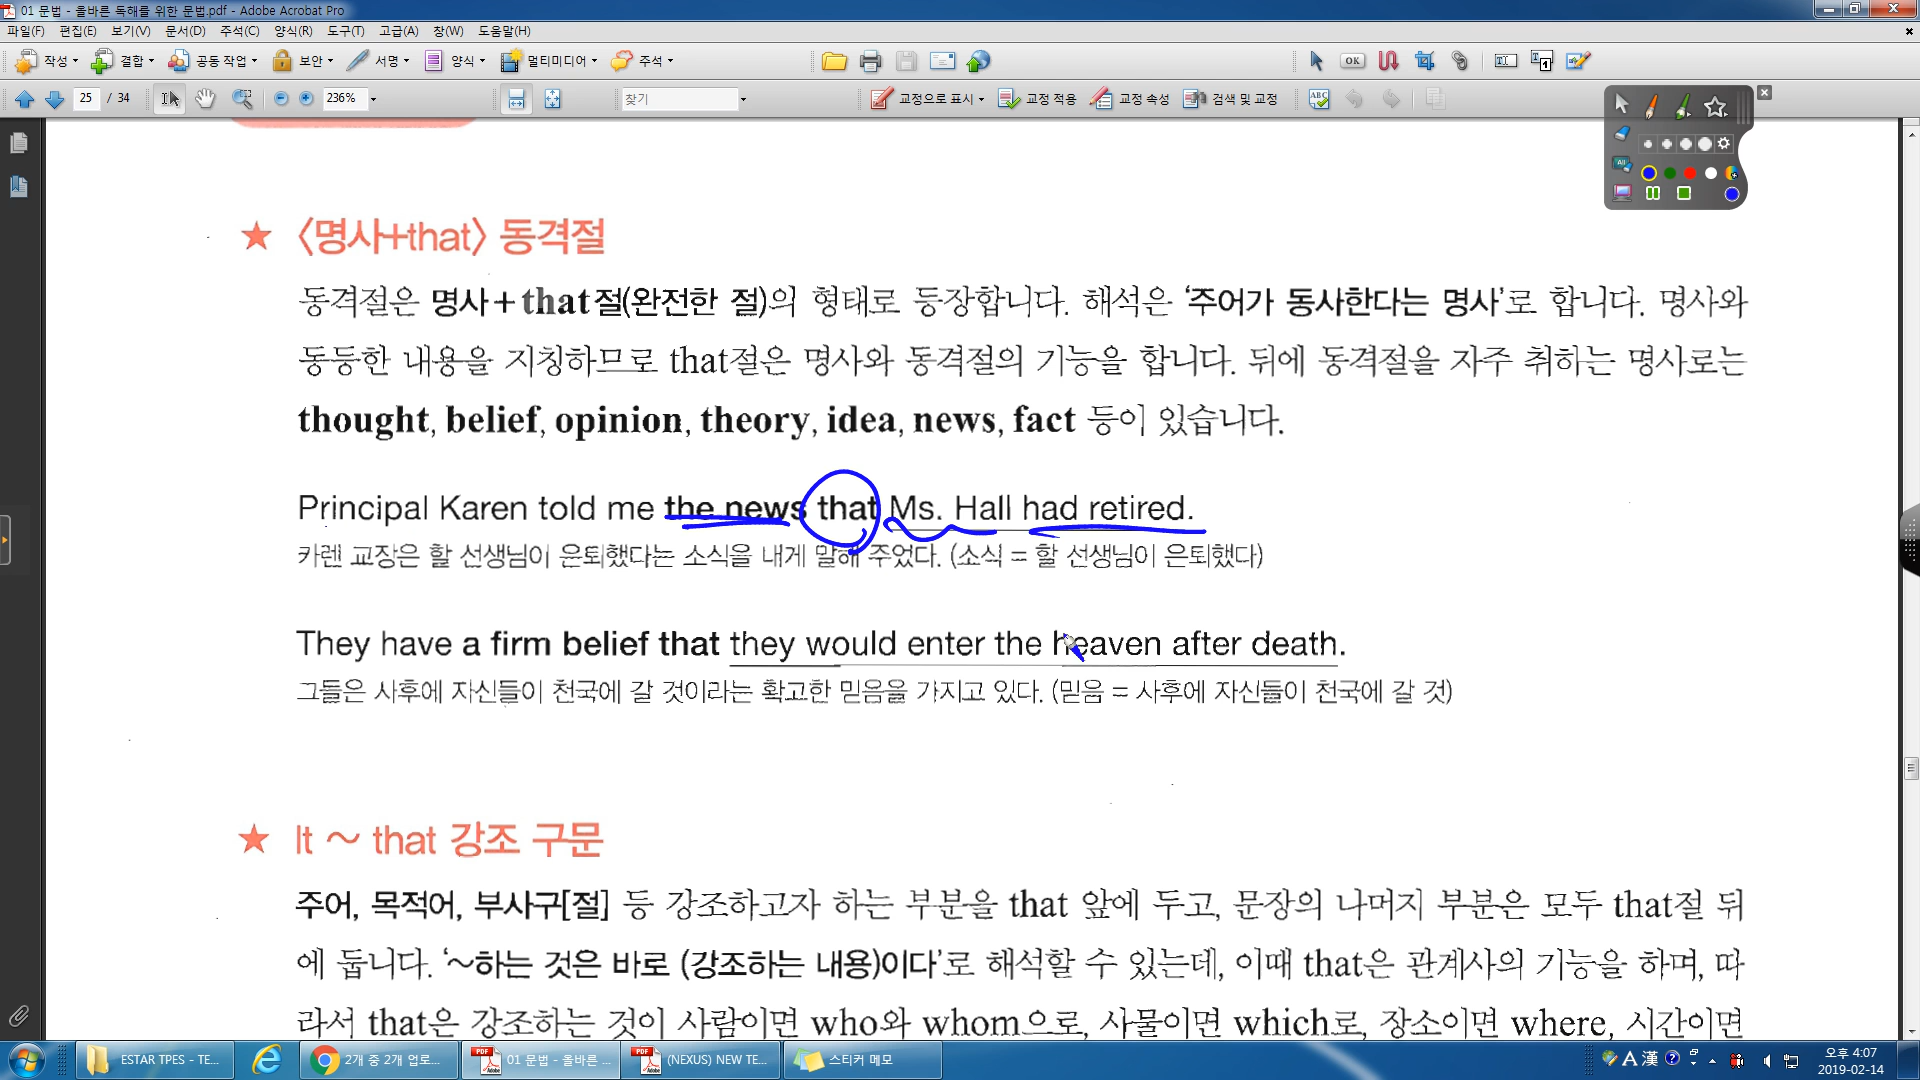 01 문법 - 올바른 독해를 위한 문법.pdf - Adobe Acrobat Pro
파일(F) 편집(E) 보기(V) 문서(D) 주석(C) 양식(R) 도구(T) 고급(A) 창(W) 도움말(H)
작성 결합 공동 작업 보안 서명 양식 멀티미디어 주석 OK
25 / 34 236% 찾기 교정으로 표시 교정 적용 교정 속성 검색 및 교정
★ 〈명사+that〉 동격절
동격절은 명사+that절(완전한 절)의 형태로 등장합니다. 해석은 ‘주어가 동사한다는 명사’로 합니다. 명사와
동등한 내용을 지칭하므로 that절은 명사와 동격절의 기능을 합니다. 뒤에 동격절을 자주 취하는 명사로는
thought, belief, opinion, theory, idea, news, fact 등이 있습니다.
Principal Karen told me the news that Ms. Hall had retired.
카렌 교장은 할 선생님이 은퇴했다는 소식을 내게 말해 주었다. (소식 = 할 선생님이 은퇴했다)
They have a firm belief that they would enter the heaven after death.
그들은 사후에 자신들이 천국에 갈 것이라는 확고한 믿음을 가지고 있다. (믿음 = 사후에 자신들이 천국에 갈 것)
★ It ～ that 강조 구문
주어, 목적어, 부사구[절] 등 강조하고자 하는 부분을 that 앞에 두고, 문장의 나머지 부분은 모두 that절 뒤
에 둡니다. ‘～하는 것은 바로 (강조하는 내용)이다’로 해석할 수 있는데, 이때 that은 관계사의 기능을 하며, 따
라서 that은 강조하는 것이 사람이면 who와 whom으로, 사물이면 which로, 장소이면 where, 시간이면
ESTAR TPES - TE... 2개 중 2개 업로... 01 문법 - 올바른 ... (NEXUS) NEW TE... 스티커 메모 A 漢 오후 4:07
2019-02-14